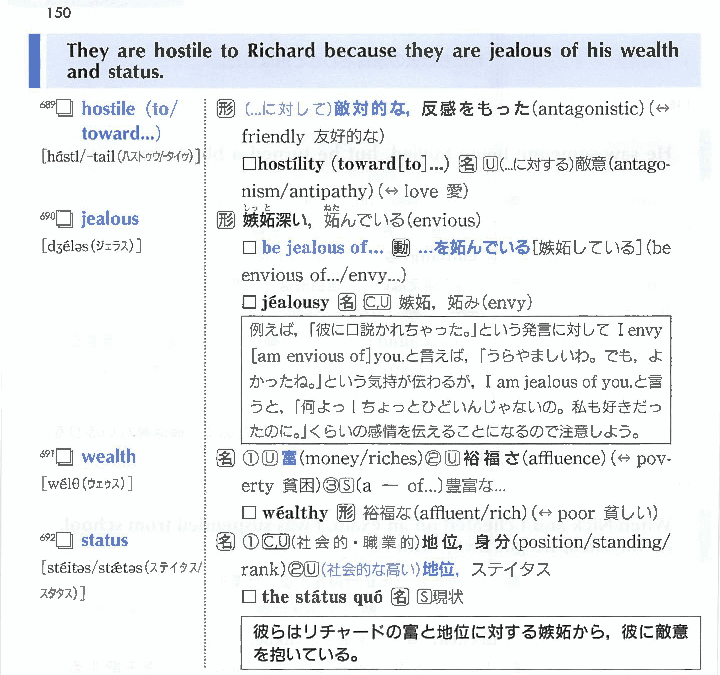 150
They are hostile to Richard because they are jealous of his wealth
and status.
689 □ hostile (to/
toward...)
[hástl/-tail(ハストゥウ/-タイゥ)]
形 (...に対して)敵対的な，反感をもった(antagonistic)(↔
friendly 友好的な)
□hostílity (toward[to]...) 名 U(...に対する)敵意(antago-
nism/antipathy)(↔ love 愛)
690 □ jealous
[dʒéləs(ジェラス)]
形 嫉妬深い，妬んでいる(envious)
□ be jealous of... 動 ...を妬んでいる[嫉妬している](be
envious of.../envy...)
□ jéalousy 名 C,U 嫉妬，妬み(envy)
例えば，「彼に口説かれちゃった。」という発言に対して I envy
[am envious of]you.と言えば，「うらやましいわ。でも，よ
かったね。」という気持が伝わるが，I am jealous of you.と言
うと，「何よっ！ちょっとひどいんじゃないの。私も好きだっ
たのに。」くらいの感情を伝えることになるので注意しよう。
691 □ wealth
[wélθ(ウェゥス)]
名 ①U富(money/riches)②U裕福さ(affluence)(↔ pov-
erty 貧困)③S(a ― of...)豊富な...
□ wéalthy 形 裕福な(affluent/rich)(↔ poor 貧しい)
692 □ status
[stéitəs/stǽtəs(ステイタス/
スタタス)]
名 ①C,U(社会的・職業的)地位，身分(position/standing/
rank)②U(社会的な高い)地位，ステイタス
□ the státus quó 名 S現状
彼らはリチャードの富と地位に対する嫉妬から，彼に敵意
を抱いている。